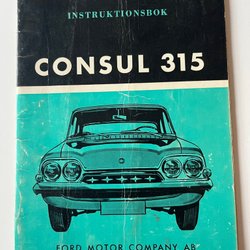 INSTRUKTIONSBOK
CONSUL 315
FORD MOTOR COMPANY AB